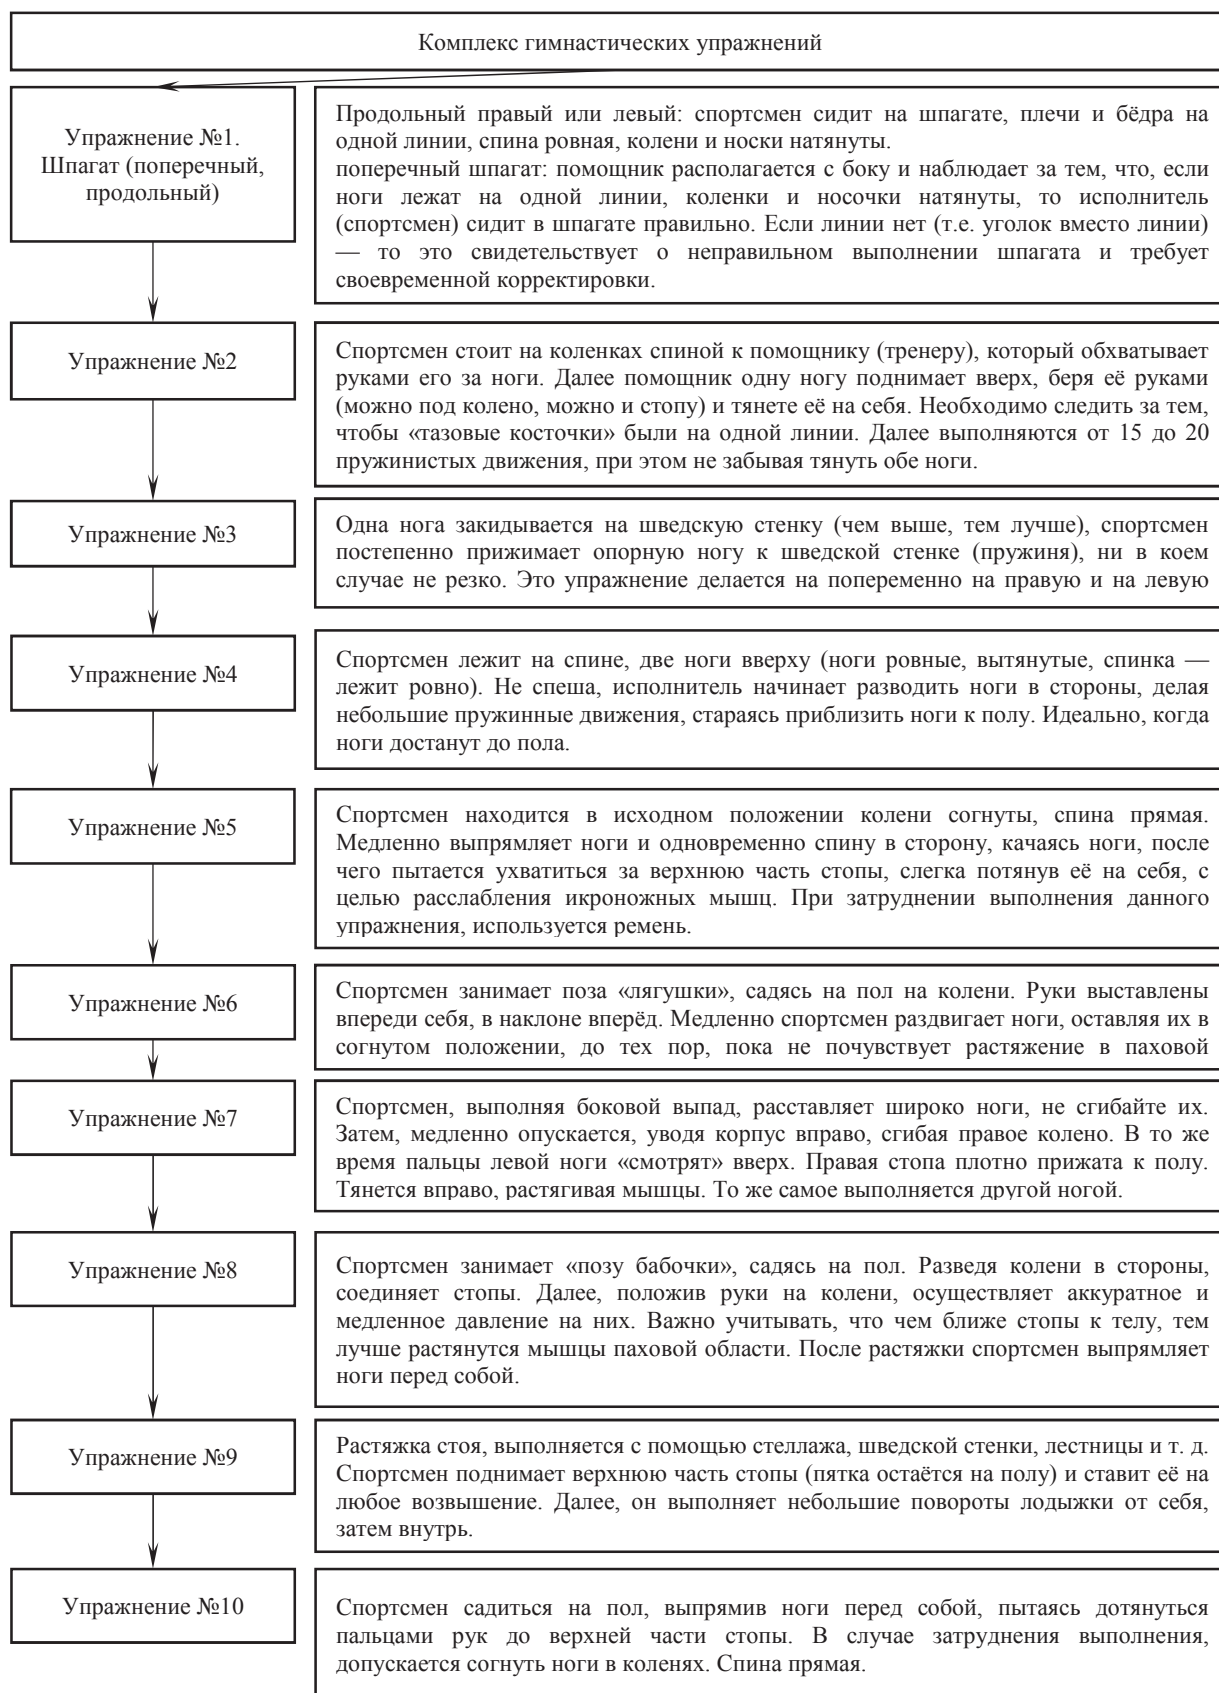 Комплекс гимнастических упражнений
Упражнение №1.
Шпагат (поперечный,
продольный)
Продольный правый или левый: спортсмен сидит на шпагате, плечи и бёдра на
одной линии, спина ровная, колени и носки натянуты.
поперечный шпагат: помощник располагается с боку и наблюдает за тем, что, если
ноги лежат на одной линии, коленки и носочки натянуты, то исполнитель
(спортсмен) сидит в шпагате правильно. Если линии нет (т.е. уголок вместо линии)
— то это свидетельствует о неправильном выполнении шпагата и требует
своевременной корректировки.
Упражнение №2
Спортсмен стоит на коленках спиной к помощнику (тренеру), который обхватывает
руками его за ноги. Далее помощник одну ногу поднимает вверх, беря её руками
(можно под колено, можно и стопу) и тянете её на себя. Необходимо следить за тем,
чтобы «тазовые косточки» были на одной линии. Далее выполняются от 15 до 20
пружинистых движения, при этом не забывая тянуть обе ноги.
Упражнение №3
Одна нога закидывается на шведскую стенку (чем выше, тем лучше), спортсмен
постепенно прижимает опорную ногу к шведской стенке (пружиня), ни в коем
случае не резко. Это упражнение делается на попеременно на правую и на левую
Упражнение №4
Спортсмен лежит на спине, две ноги вверху (ноги ровные, вытянутые, спинка —
лежит ровно). Не спеша, исполнитель начинает разводить ноги в стороны, делая
небольшие пружинные движения, стараясь приблизить ноги к полу. Идеально, когда
ноги достанут до пола.
Упражнение №5
Спортсмен находится в исходном положении колени согнуты, спина прямая.
Медленно выпрямляет ноги и одновременно спину в сторону, качаясь ноги, после
чего пытается ухватиться за верхнюю часть стопы, слегка потянув её на себя, с
целью расслабления икроножных мышц. При затруднении выполнения данного
упражнения, используется ремень.
Упражнение №6
Спортсмен занимает поза «лягушки», садясь на пол на колени. Руки выставлены
впереди себя, в наклоне вперёд. Медленно спортсмен раздвигает ноги, оставляя их в
согнутом положении, до тех пор, пока не почувствует растяжение в паховой
Упражнение №7
Спортсмен, выполняя боковой выпад, расставляет широко ноги, не сгибайте их.
Затем, медленно опускается, уводя корпус вправо, сгибая правое колено. В то же
время пальцы левой ноги «смотрят» вверх. Правая стопа плотно прижата к полу.
Тянется вправо, растягивая мышцы. То же самое выполняется другой ногой.
Упражнение №8
Спортсмен занимает «позу бабочки», садясь на пол. Разведя колени в стороны,
соединяет стопы. Далее, положив руки на колени, осуществляет аккуратное и
медленное давление на них. Важно учитывать, что чем ближе стопы к телу, тем
лучше растянутся мышцы паховой области. После растяжки спортсмен выпрямляет
ноги перед собой.
Упражнение №9
Растяжка стоя, выполняется с помощью стеллажа, шведской стенки, лестницы и т. д.
Спортсмен поднимает верхнюю часть стопы (пятка остаётся на полу) и ставит её на
любое возвышение. Далее, он выполняет небольшие повороты лодыжки от себя,
затем внутрь.
Упражнение №10
Спортсмен садиться на пол, выпрямив ноги перед собой, пытаясь дотянуться
пальцами рук до верхней части стопы. В случае затруднения выполнения,
допускается согнуть ноги в коленях. Спина прямая.